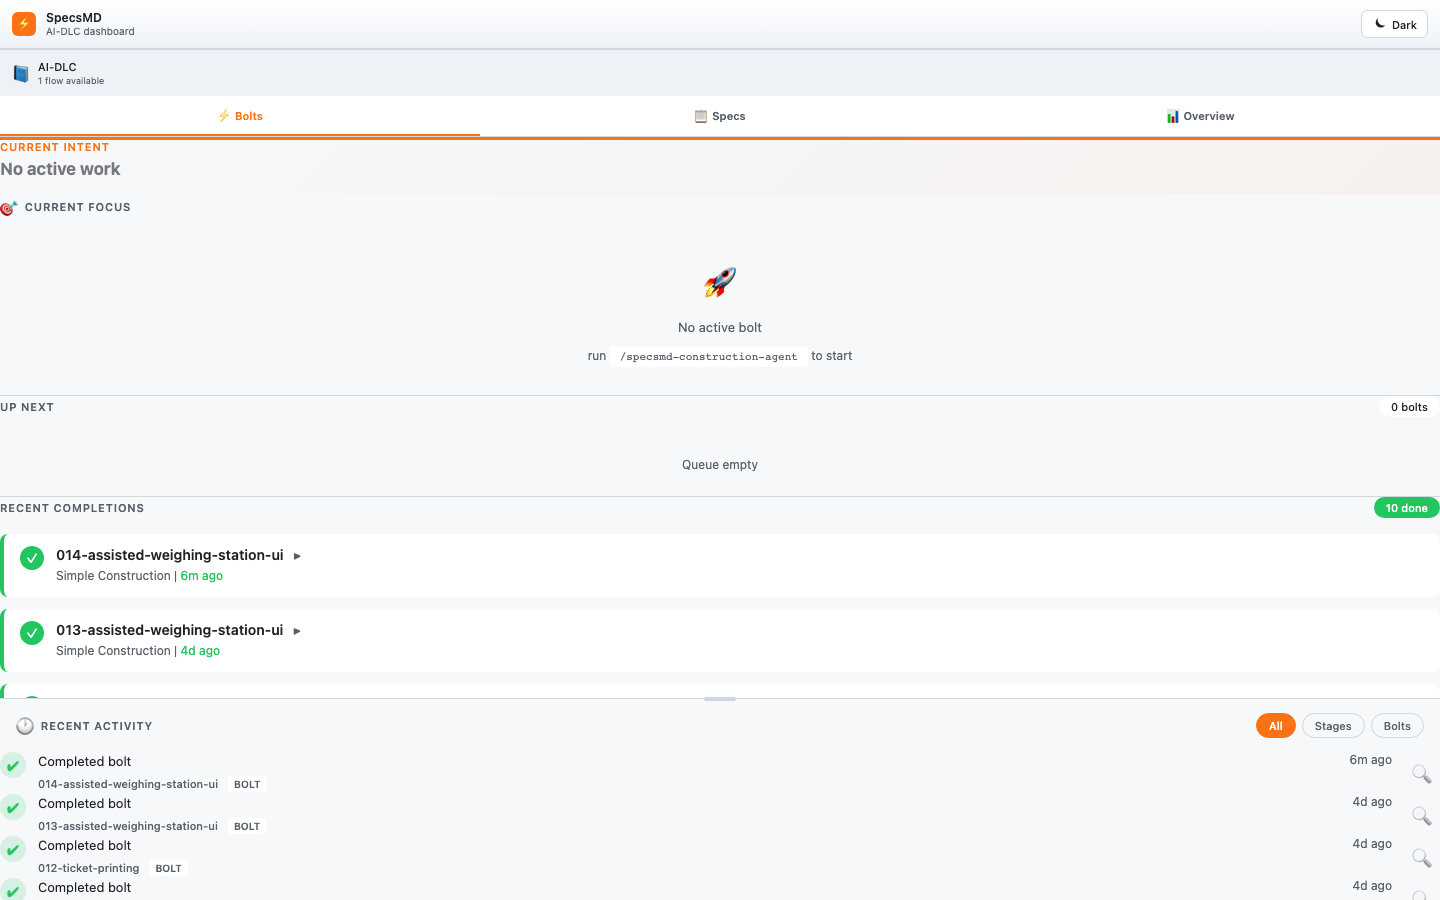 SpecsMD
AI-DLC dashboard
Dark
AI-DLC
1 flow available
Bolts
Specs
Overview
CURRENT INTENT
No active work
CURRENT FOCUS
No active bolt
run /specsmd-construction-agent to start
UP NEXT
0 bolts
Queue empty
RECENT COMPLETIONS
10 done
014-assisted-weighing-station-ui
Simple Construction | 6m ago
013-assisted-weighing-station-ui
Simple Construction | 4d ago
RECENT ACTIVITY
All
Stages
Bolts
Completed bolt
6m ago
014-assisted-weighing-station-ui BOLT
Completed bolt
4d ago
013-assisted-weighing-station-ui BOLT
Completed bolt
4d ago
012-ticket-printing BOLT
Completed bolt
4d ago